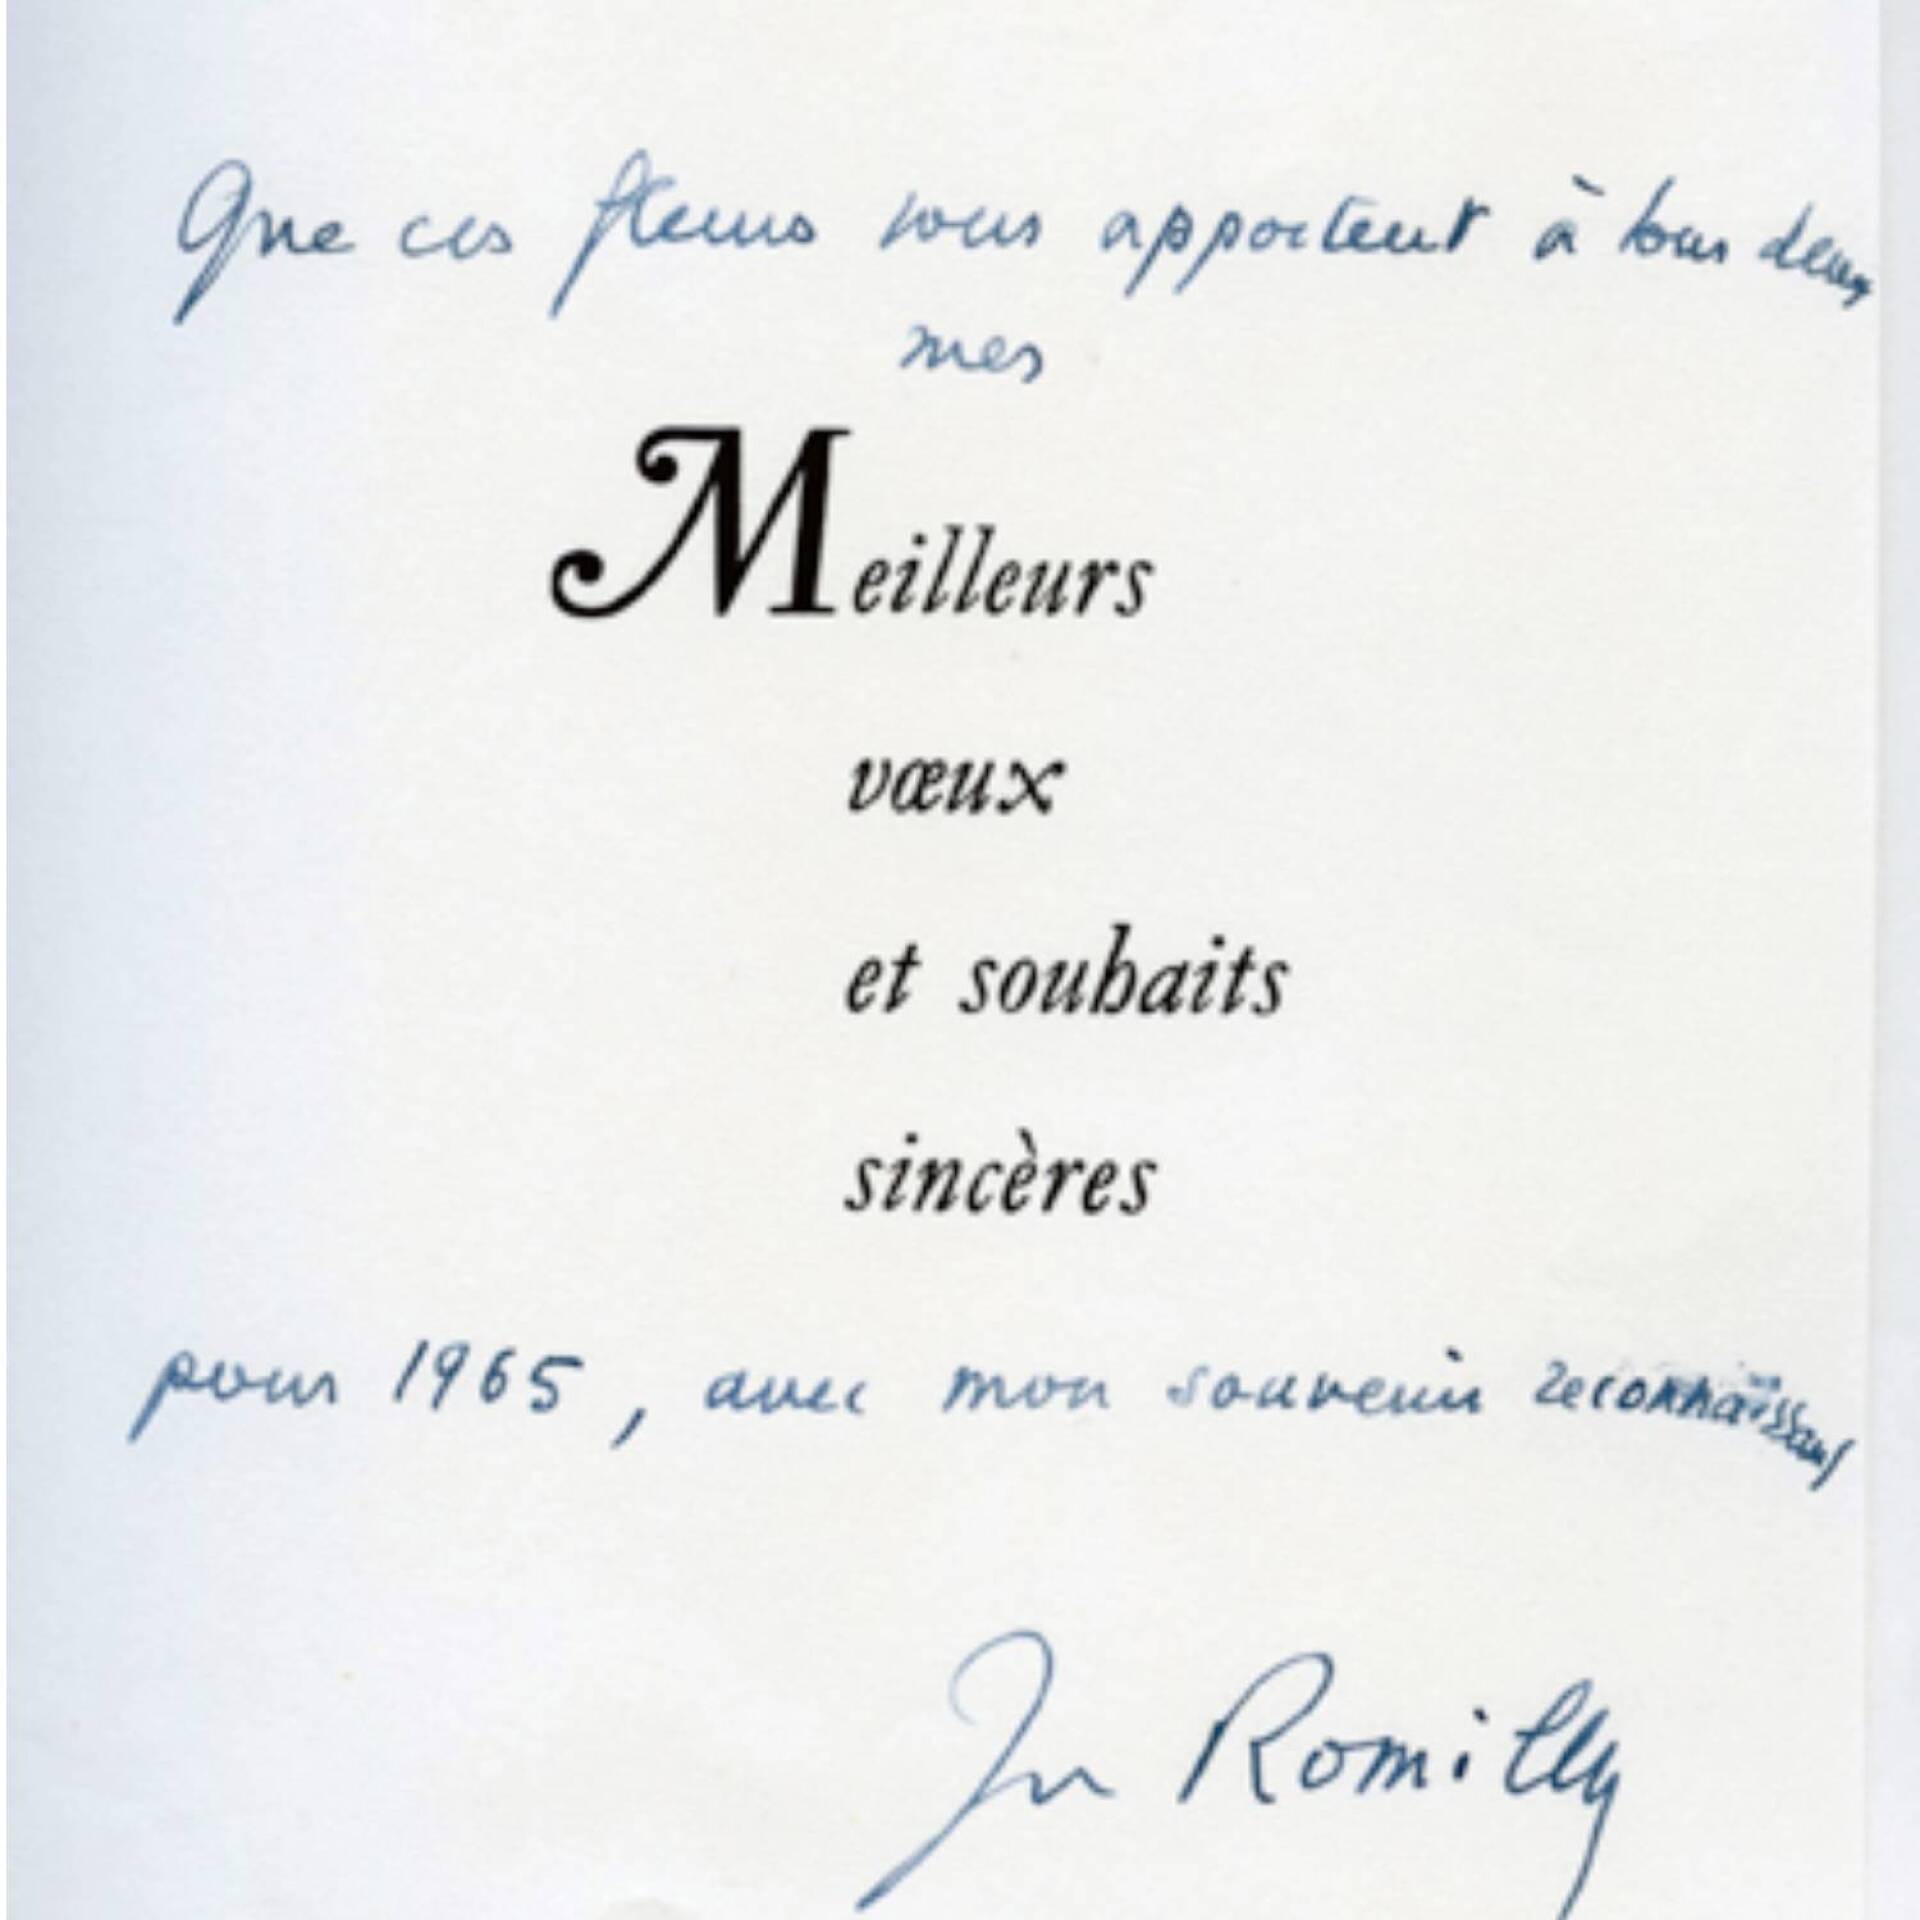 Que ces fleurs vous apportent à tous deux
mes
Meilleurs
vœux
et souhaits
sincères
pour 1965, avec mon souvenir reconnaissant
Romilly